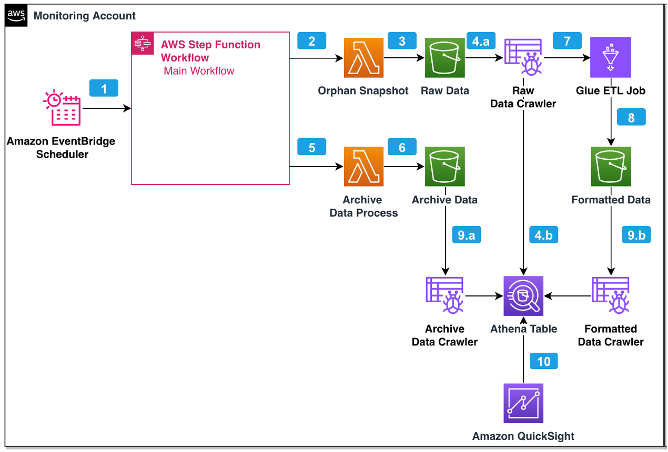 aws
Monitoring Account
AWS Step Function
Workflow
Main Workflow
1
Amazon EventBridge
Scheduler
2
Orphan Snapshot
3
Raw Data
4.a
Raw
Data Crawler
7
Glue ETL Job
8
5
Archive
Data Process
6
Archive Data
Formatted Data
9.a
4.b
9.b
Archive
Data Crawler
Athena Table
Formatted
Data Crawler
10
Amazon QuickSight